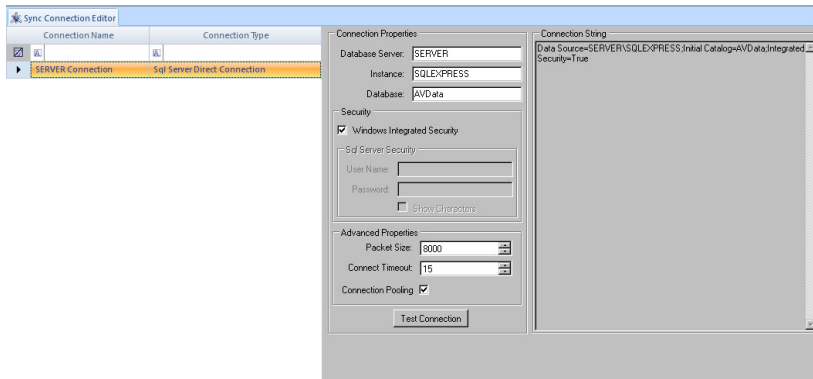 Sync Connection Editor
Connection Name Connection Type
SERVER Connection Sql Server Direct Connection
Connection Properties
Database Server: SERVER
Instance: SQLEXPRESS
Database: AVData
Security
Windows Integrated Security
Sql Server Security
User Name:
Password:
Show Characters
Advanced Properties
Packet Size: 8000
Connect Timeout: 15
Connection Pooling
Test Connection
Connection String
Data Source=SERVER\SQLEXPRESS;Initial Catalog=AVData;Integrated
Security=True